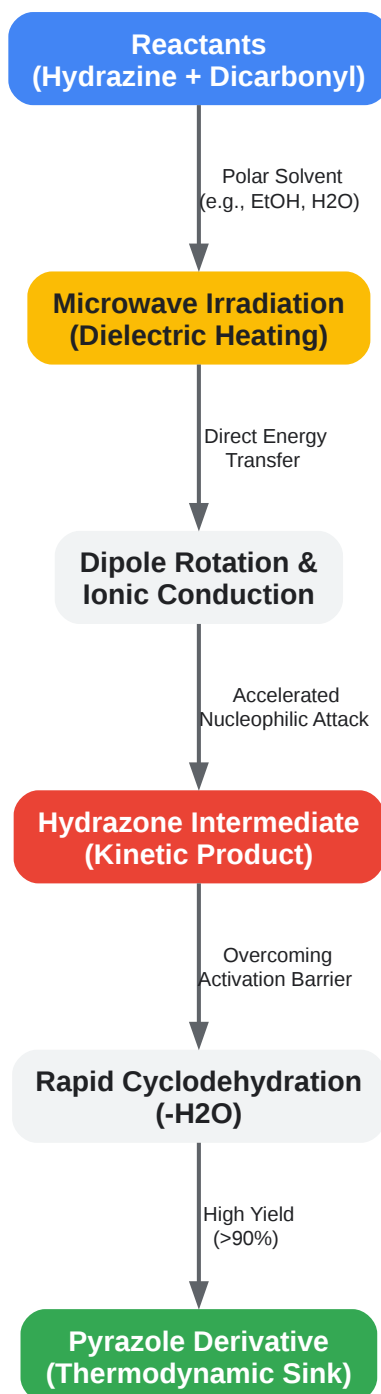 Reactants
(Hydrazine + Dicarbonyl)
Polar Solvent
(e.g., EtOH, H2O)
Microwave Irradiation
(Dielectric Heating)
Direct Energy
Transfer
Dipole Rotation &
Ionic Conduction
Accelerated
Nucleophilic Attack
Hydrazone Intermediate
(Kinetic Product)
Overcoming
Activation Barrier
Rapid Cyclodehydration
(-H2O)
High Yield
(>90%)
Pyrazole Derivative
(Thermodynamic Sink)